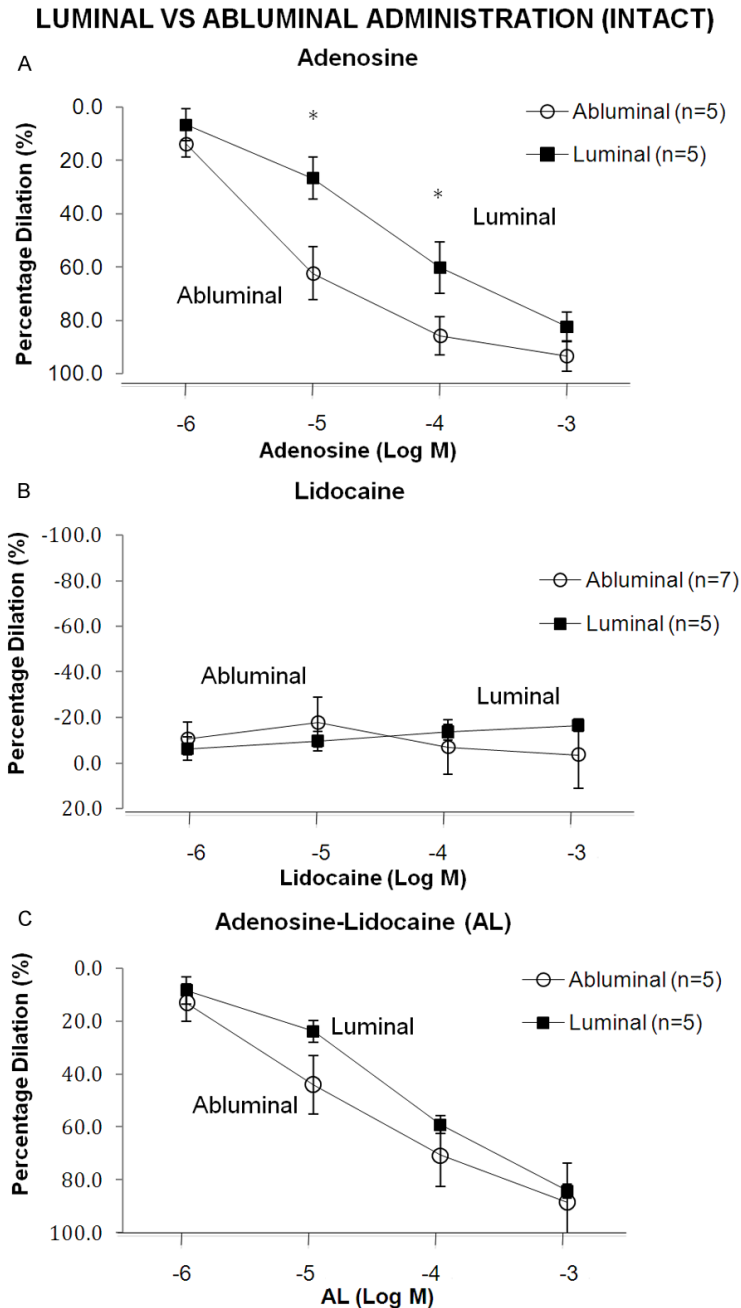 LUMINAL VS ABLUMINAL ADMINISTRATION (INTACT)
A
Adenosine
Percentage Dilation (%)
0.0
20.0
40.0
60.0
80.0
100.0
*
*
Abluminal (n=5)
Luminal (n=5)
Luminal
Abluminal
-6 -5 -4 -3
Adenosine (Log M)
B
Lidocaine
Percentage Dilation (%)
-100.0
-80.0
-60.0
-40.0
-20.0
0.0
20.0
Abluminal (n=7)
Luminal (n=5)
Abluminal
Luminal
-6 -5 -4 -3
Lidocaine (Log M)
C
Adenosine-Lidocaine (AL)
Percentage Dilation (%)
0.0
20.0
40.0
60.0
80.0
100.0
Abluminal (n=5)
Luminal (n=5)
Luminal
Abluminal
-6 -5 -4 -3
AL (Log M)